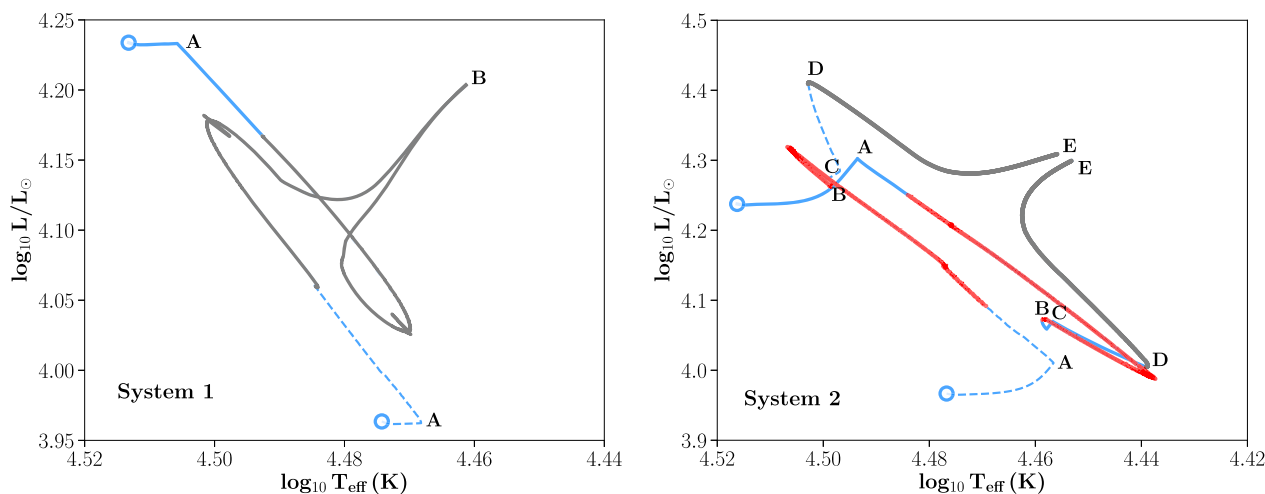 4.25
4.20
4.15
4.10
4.05
4.00
3.95
log₁₀ L/L⊙
A
B
A
System 1
4.52
4.50
4.48
4.46
4.44
log₁₀ T_eff (K)
4.5
4.4
4.3
4.2
4.1
4.0
3.9
log₁₀ L/L⊙
D
A
E
C
E
B
B C
D
A
System 2
4.52
4.50
4.48
4.46
4.44
4.42
log₁₀ T_eff (K)